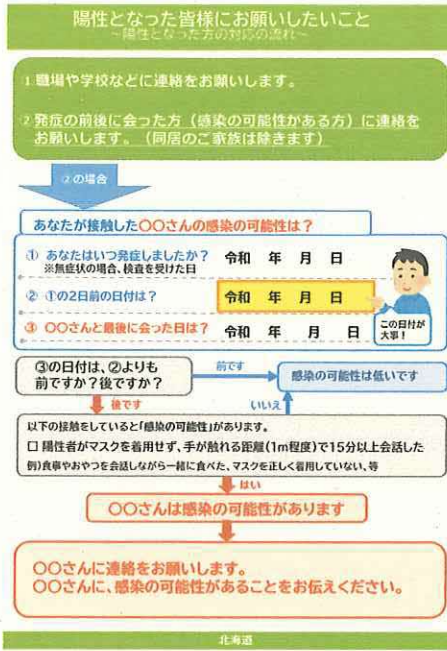 陽性となった皆様にお願いしたいこと
～陽性となった方の対応の流れ～
1 職場や学校などに連絡をお願いします。
2 発症の前後に会った方（感染の可能性がある方）に連絡を
お願いします。（同居のご家族は除きます）
②の場合
あなたが接触した〇〇さんの感染の可能性は？
① あなたはいつ発症しましたか？ 令和 年 月 日
※無症状の場合、検査を受けた日
② ①の2日前の日付は？ 令和 年 月 日
③ 〇〇さんと最後に会った日は？ 令和 年 月 日
この日付が
大事！
③の日付は、②よりも
前ですか？後ですか？
前です
感染の可能性は低いです
後です
いいえ
以下の接触をしていると「感染の可能性」があります。
□ 陽性者がマスクを着用せず、手が触れる距離（1m程度）で15分以上会話した
例）食事やおやつを会話しながら一緒に食べた、マスクを正しく着用していない、等
はい
〇〇さんは感染の可能性があります
〇〇さんに連絡をお願いします。
〇〇さんに、感染の可能性があることをお伝えください。
北海道